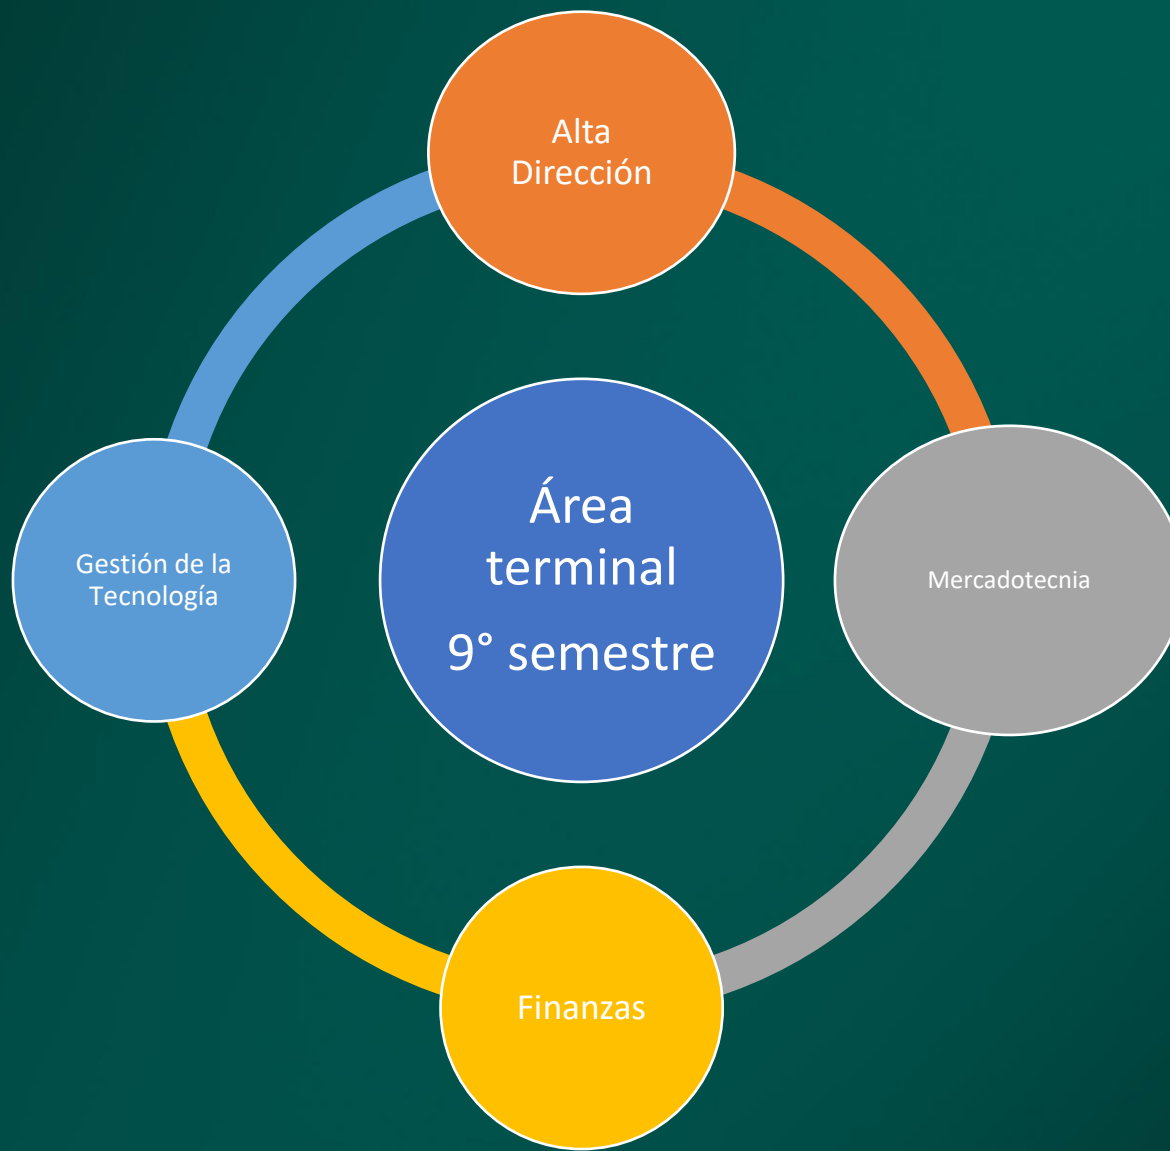 Alta
Dirección
Área
terminal
9° semestre
Gestión de la
Tecnología
Mercadotecnia
Finanzas